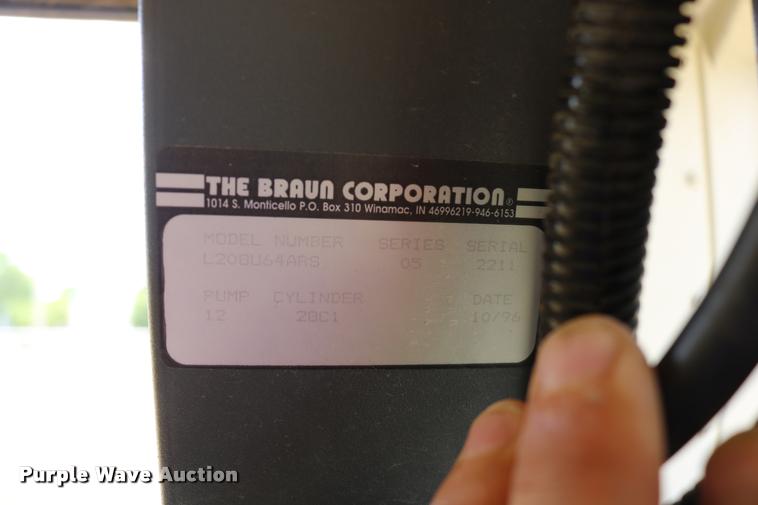 THE BRAUN CORPORATION®
1014 S. Monticello P.O. Box 310 Winamac, IN 46996219-946-6153
MODEL NUMBER SERIES SERIAL
L208U64ARS 05 2211
PUMP CYLINDER DATE
12 28C1 10/96
Purple Wave Auction